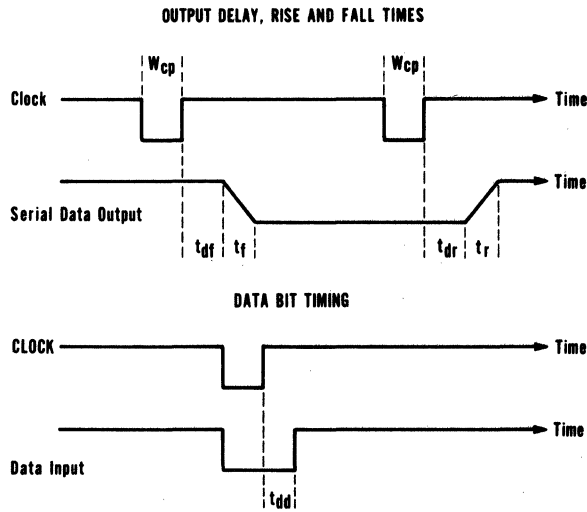 OUTPUT DELAY, RISE AND FALL TIMES
Wcp Wcp
Clock Time
Time
Serial Data Output
tdf tf tdr tr
DATA BIT TIMING
CLOCK Time
Time
Data Input
tdd